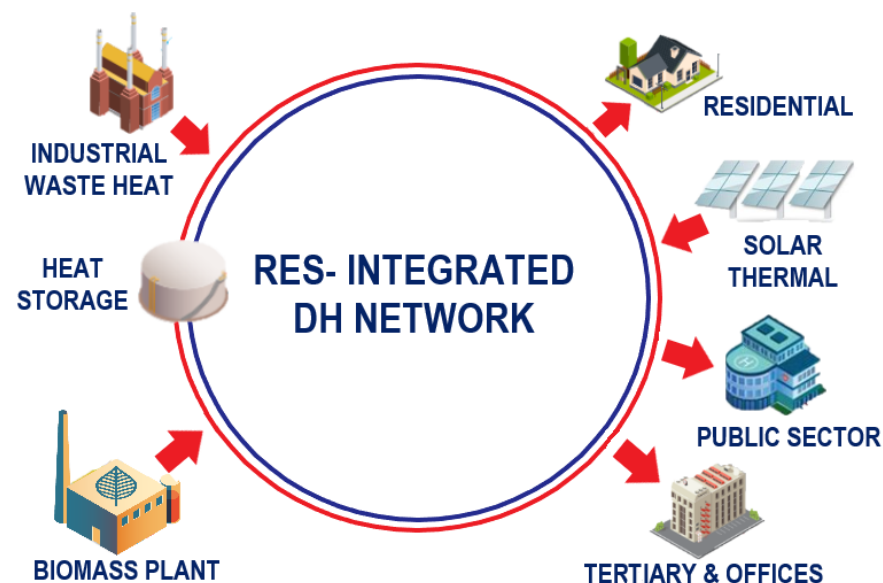 INDUSTRIAL
WASTE HEAT
RESIDENTIAL
SOLAR
THERMAL
HEAT
STORAGE
RES- INTEGRATED
DH NETWORK
PUBLIC SECTOR
BIOMASS PLANT
TERTIARY & OFFICES